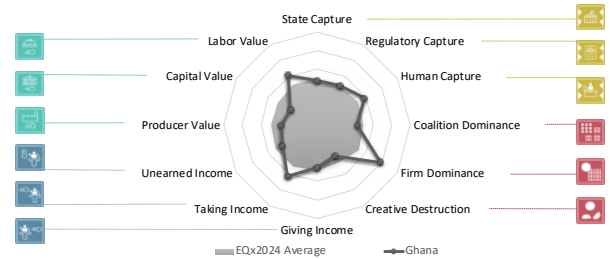 State Capture
Labor Value
Regulatory Capture
Capital Value
Human Capture
Producer Value
Coalition Dominance
Unearned Income
Firm Dominance
Taking Income
Creative Destruction
Giving Income
EQx2024 Average
Ghana